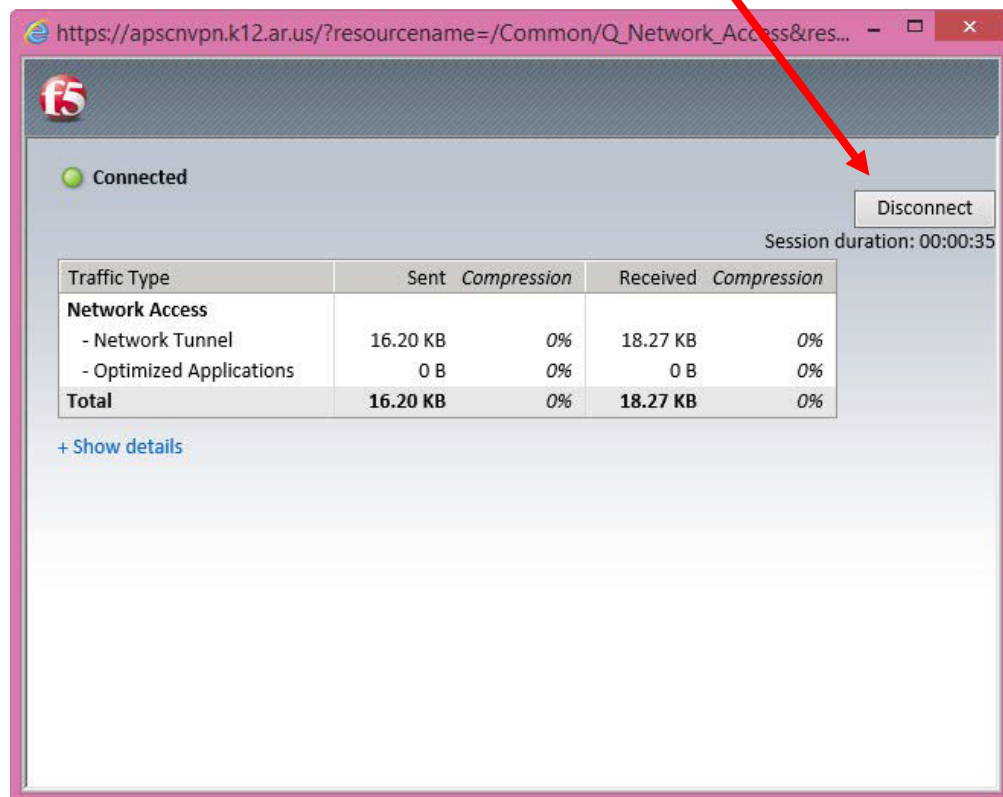 https://apscnvpn.k12.ar.us/?resourcename=/Common/Q_Network_Access&res...
f5
Connected
Disconnect
Session duration: 00:00:35
Traffic Type Sent Compression Received Compression
Network Access
- Network Tunnel 16.20 KB 0% 18.27 KB 0%
- Optimized Applications 0 B 0% 0 B 0%
Total 16.20 KB 0% 18.27 KB 0%
+ Show details